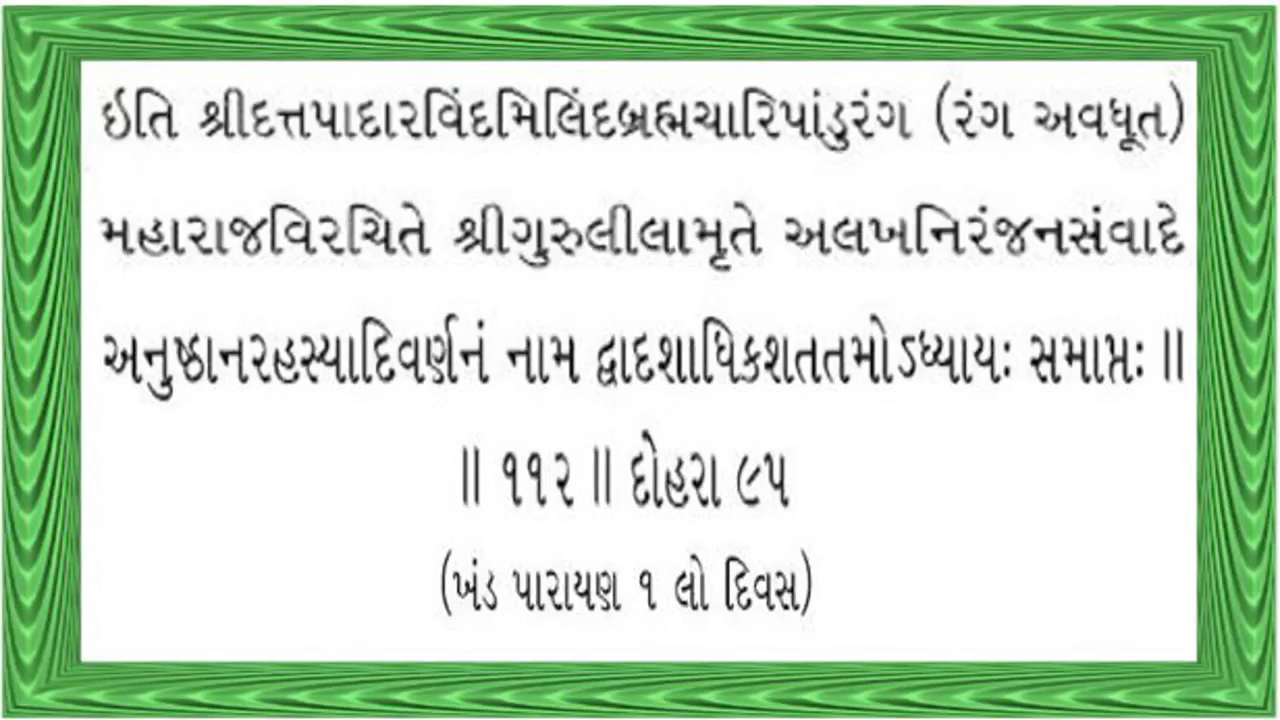 ઇતિ શ્રીદત્તપાદારવિંદમિલિંદબ્રહ્મચારિપાંડુરંગ (રંગ અવધૂત)
મહારાજવિરચિતે શ્રીગુરુલીલામૃતે અલખનિરંજનસંવાદે
અનુષ્ઠાનરહસ્યાદિવર્ણનં નામ દ્વાદશાધિકશતતમોઽધ્યાયઃ સમાપ્તઃ ॥
॥ ૧૧૨ ॥ દોહરા ૯૫
(ખંડ પારાયણ ૧ લો દિવસ)